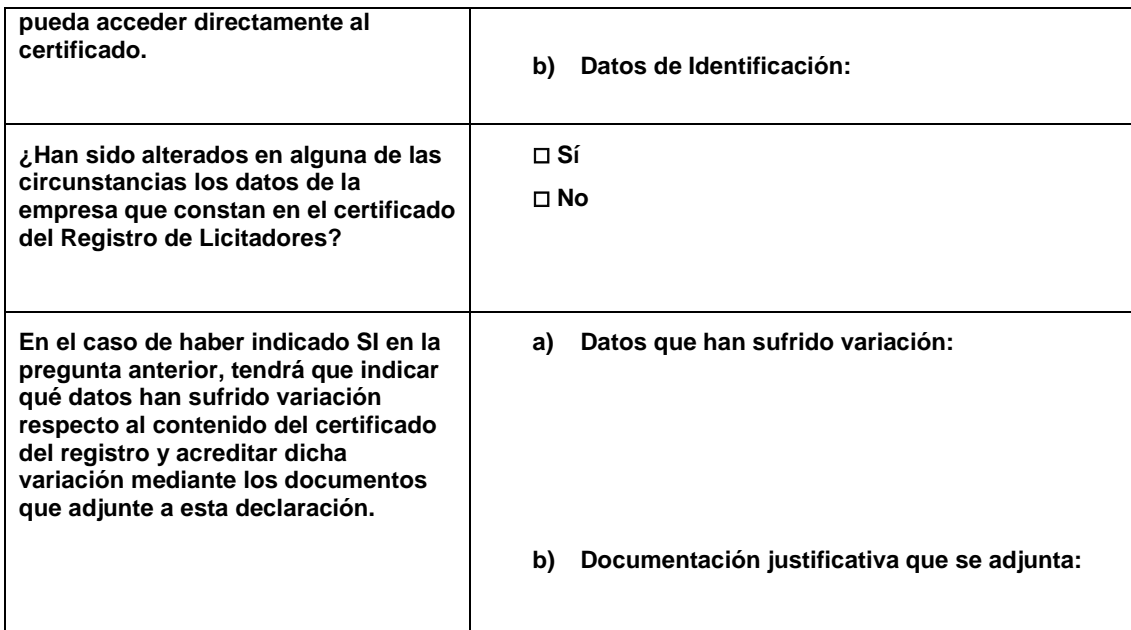 pueda acceder directamente al
certificado.
b) Datos de Identificación:
¿Han sido alterados en alguna de las
circunstancias los datos de la
empresa que constan en el certificado
del Registro de Licitadores?
□ Sí
□ No
En el caso de haber indicado SI en la
pregunta anterior, tendrá que indicar
qué datos han sufrido variación
respecto al contenido del certificado
del registro y acreditar dicha
variación mediante los documentos
que adjunte a esta declaración.
a) Datos que han sufrido variación:
b) Documentación justificativa que se adjunta: